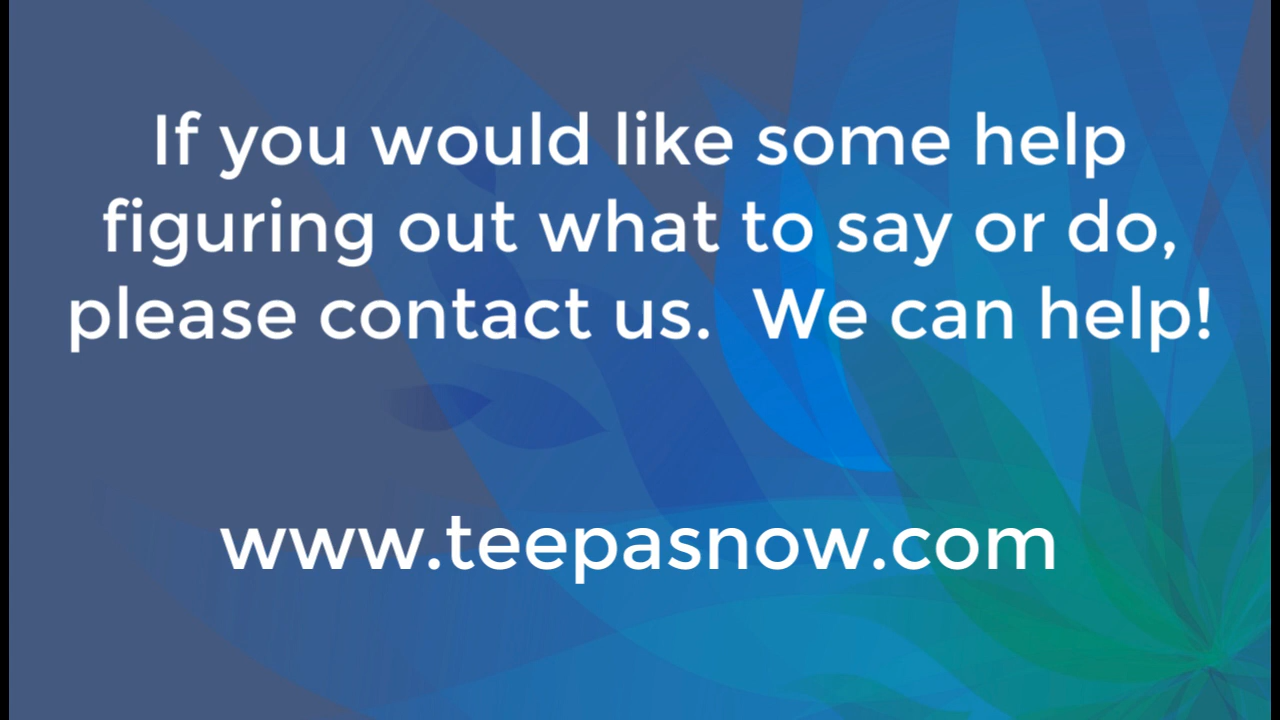 If you would like some help
figuring out what to say or do,
please contact us.  We can help!
www.teepasnow.com